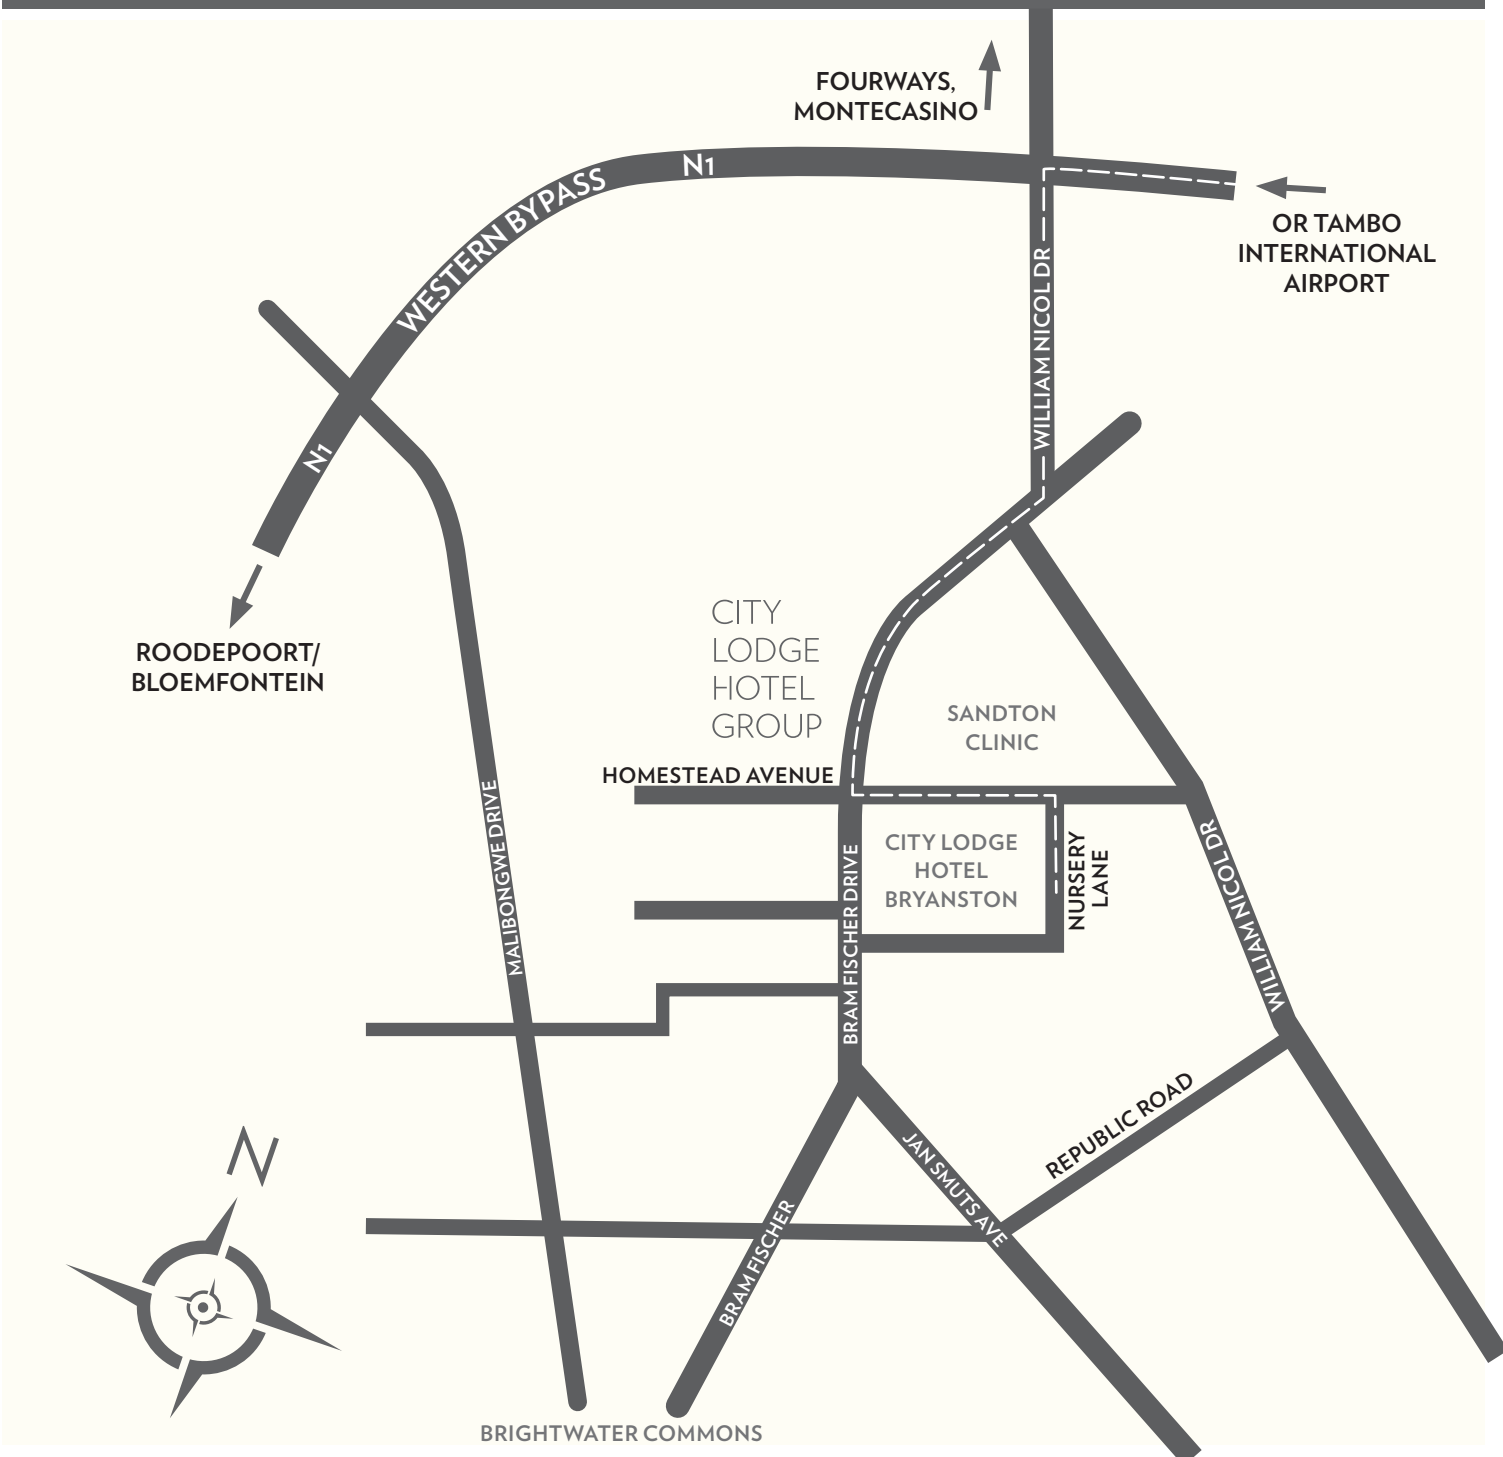 FOURWAYS,
MONTECASINO
N1
WESTERN BYPASS
OR TAMBO
INTERNATIONAL
AIRPORT
WILLIAM NICOL DR
N1
ROODEPOORT/
BLOEMFONTEIN
CITY
LODGE
HOTEL
GROUP
SANDTON
CLINIC
HOMESTEAD AVENUE
MALIBONGWE DRIVE
BRAM FISCHER DRIVE
CITY LODGE
HOTEL
BRYANSTON
NURSERY
LANE
WILLIAM NICOL DR
REPUBLIC ROAD
JAN SMUTS AVE
BRAM FISCHER
N
BRIGHTWATER COMMONS